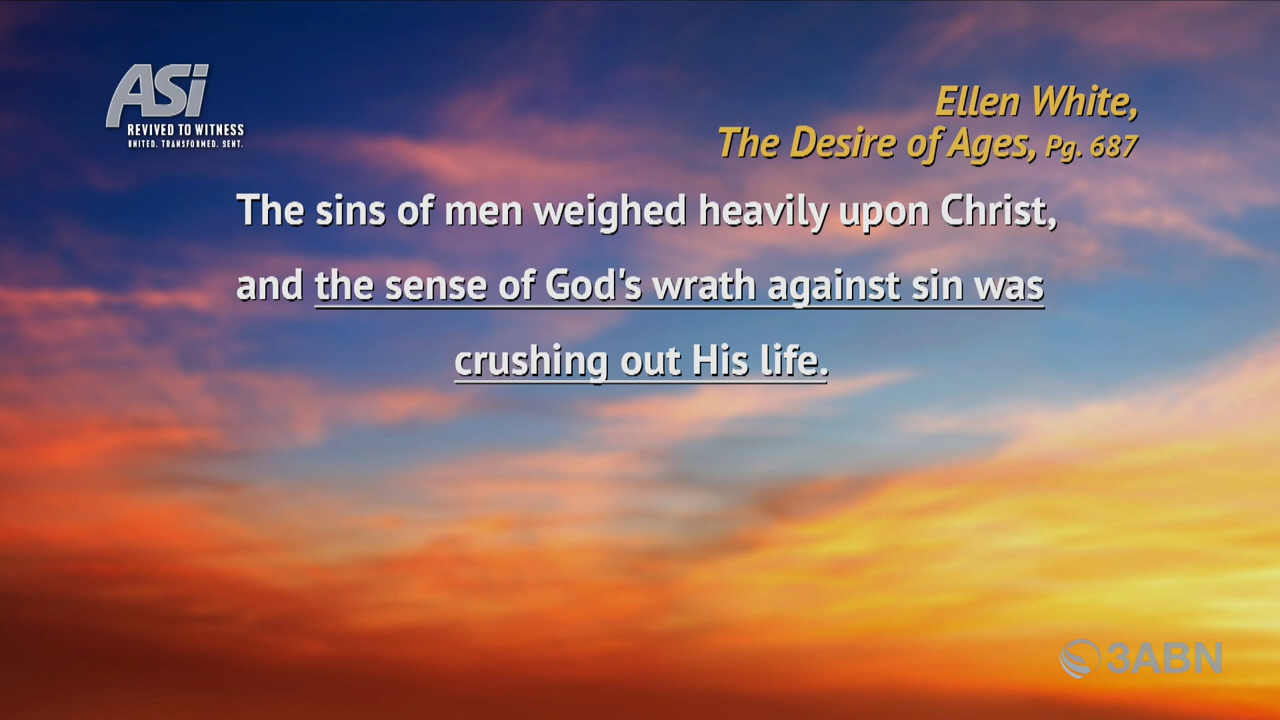 ASi
REVIVED TO WITNESS
UNITED. TRANSFORMED. SENT.
Ellen White,
The Desire of Ages, Pg. 687
The sins of men weighed heavily upon Christ,
and the sense of God's wrath against sin was
crushing out His life.
3ABN